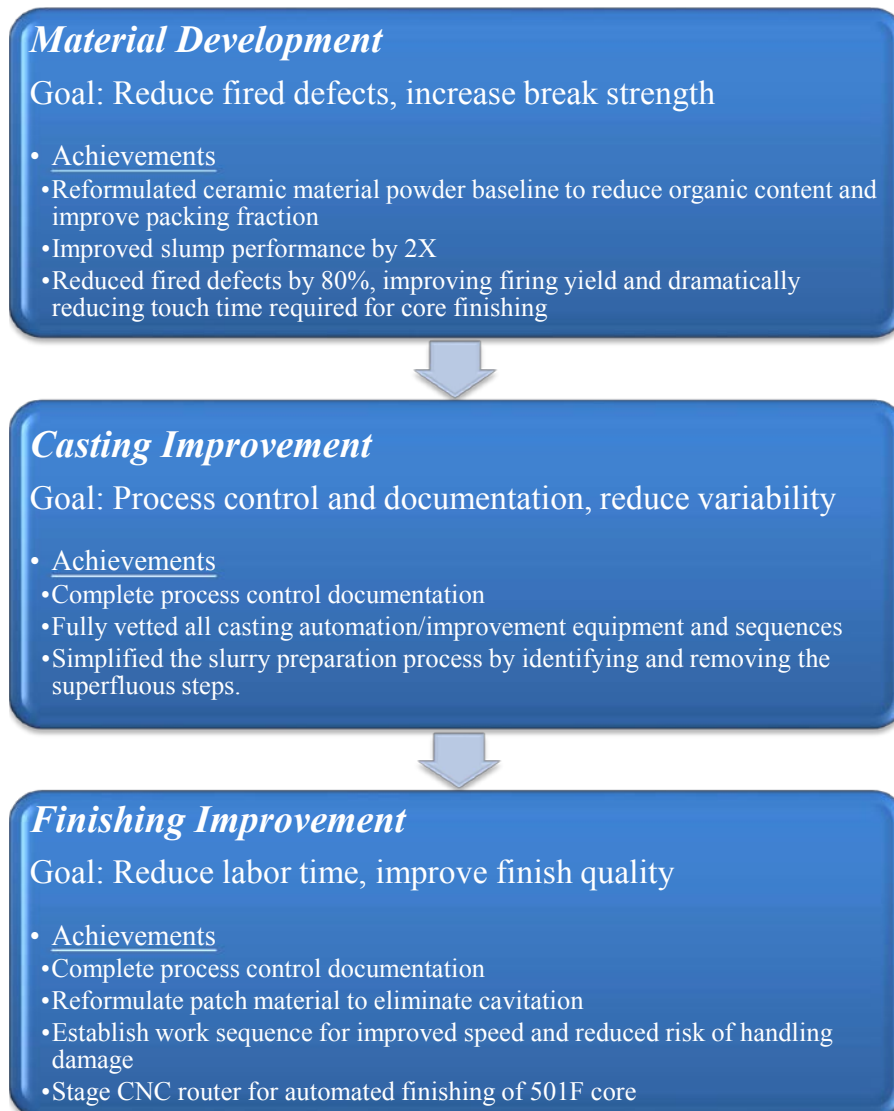 Material Development
Goal: Reduce fired defects, increase break strength
• Achievements
•Reformulated ceramic material powder baseline to reduce organic content and
improve packing fraction
•Improved slump performance by 2X
•Reduced fired defects by 80%, improving firing yield and dramatically
reducing touch time required for core finishing
Casting Improvement
Goal: Process control and documentation, reduce variability
• Achievements
•Complete process control documentation
•Fully vetted all casting automation/improvement equipment and sequences
•Simplified the slurry preparation process by identifying and removing the
superfluous steps.
Finishing Improvement
Goal: Reduce labor time, improve finish quality
• Achievements
•Complete process control documentation
•Reformulate patch material to eliminate cavitation
•Establish work sequence for improved speed and reduced risk of handling
damage
•Stage CNC router for automated finishing of 501F core